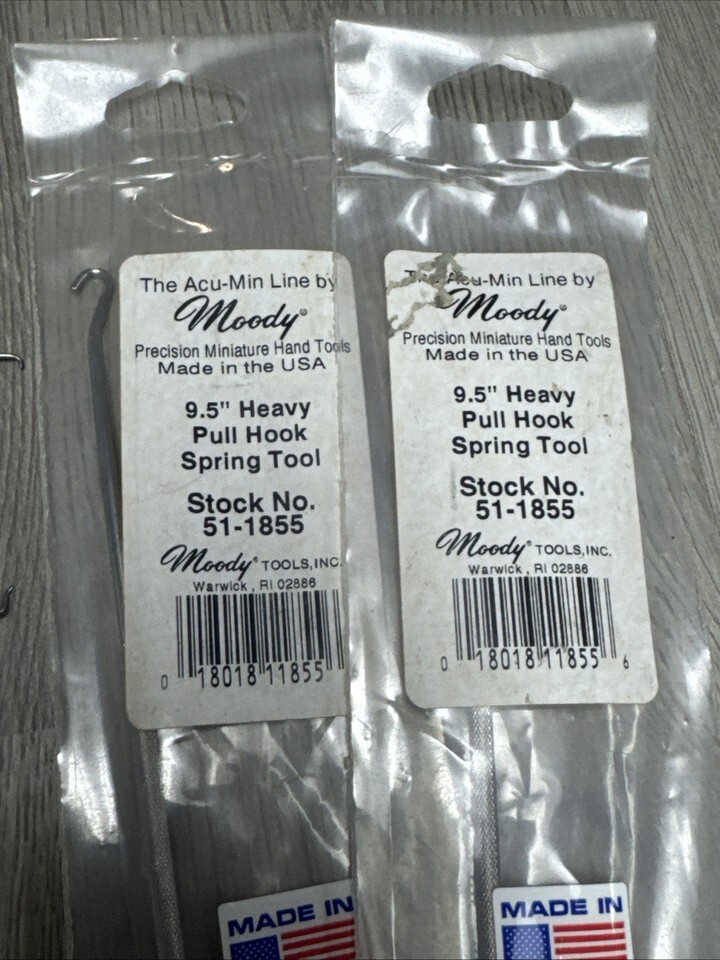 The Acu-Min Line by
Moody®
Precision Miniature Hand Tools
Made in the USA
9.5" Heavy
Pull Hook
Spring Tool
Stock No.
51-1855
Moody® TOOLS, INC.
Warwick, RI 02886
0 18018 11855
MADE IN
Acu-Min Line by
Moody®
Precision Miniature Hand Tools
Made in the USA
9.5" Heavy
Pull Hook
Spring Tool
Stock No.
51-1855
Moody® TOOLS, INC.
Warwick, RI 02886
0 18018 11855 6
MADE IN